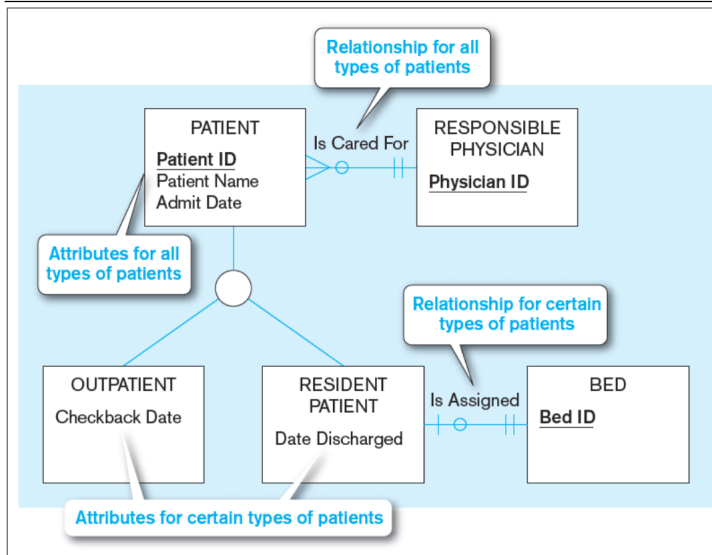 Relationship for all
types of patients
PATIENT
Patient ID
Patient Name
Admit Date
Is Cared For
RESPONSIBLE
PHYSICIAN
Physician ID
Attributes for all
types of patients
Relationship for certain
types of patients
OUTPATIENT
Checkback Date
RESIDENT
PATIENT
Date Discharged
Is Assigned
BED
Bed ID
Attributes for certain types of patients